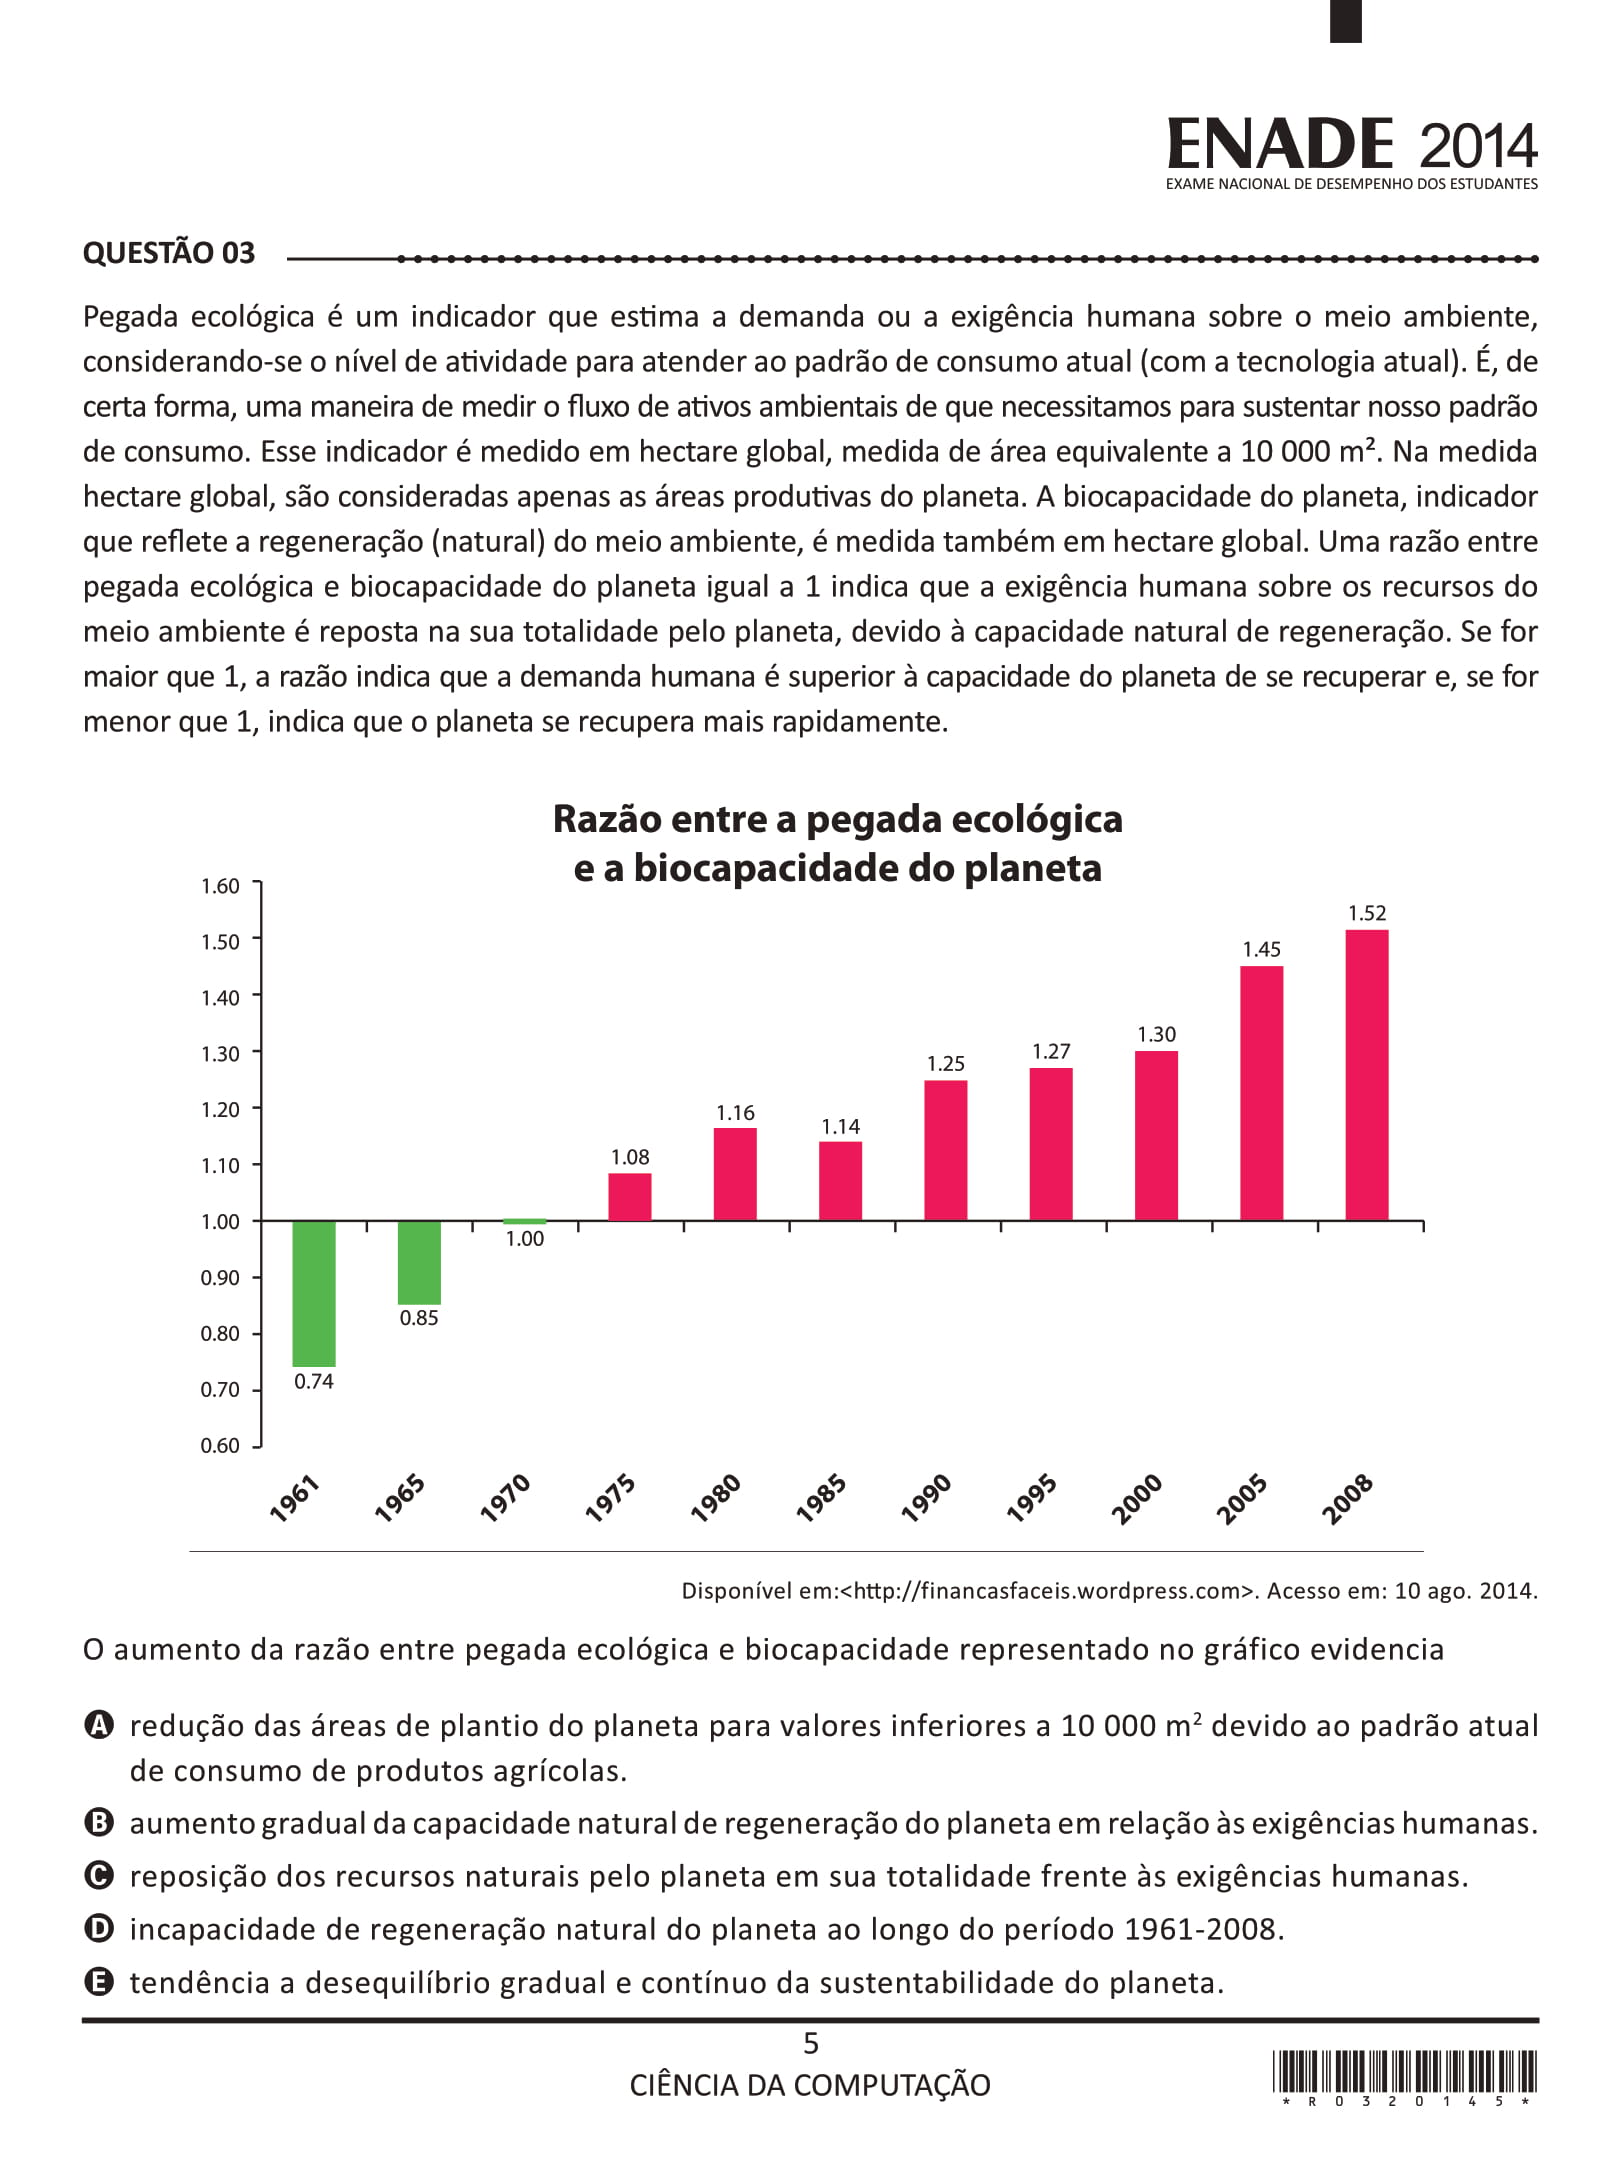 ENADE 2014
EXAME NACIONAL DE DESEMPENHO DOS ESTUDANTES
QUESTÃO 03
Pegada ecológica é um indicador que estima a demanda ou a exigência humana sobre o meio ambiente,
considerando-se o nível de atividade para atender ao padrão de consumo atual (com a tecnologia atual). É, de
certa forma, uma maneira de medir o fluxo de ativos ambientais de que necessitamos para sustentar nosso padrão
de consumo. Esse indicador é medido em hectare global, medida de área equivalente a 10 000 m². Na medida
hectare global, são consideradas apenas as áreas produtivas do planeta. A biocapacidade do planeta, indicador
que reflete a regeneração (natural) do meio ambiente, é medida também em hectare global. Uma razão entre
pegada ecológica e biocapacidade do planeta igual a 1 indica que a exigência humana sobre os recursos do
meio ambiente é reposta na sua totalidade pelo planeta, devido à capacidade natural de regeneração. Se for
maior que 1, a razão indica que a demanda humana é superior à capacidade do planeta de se recuperar e, se for
menor que 1, indica que o planeta se recupera mais rapidamente.
Razão entre a pegada ecológica
e a biocapacidade do planeta
1.60
1.50
1.40
1.30
1.20
1.10
1.00
0.90
0.80
0.70
0.60
0.74
0.85
1.00
1.08
1.16
1.14
1.25
1.27
1.30
1.45
1.52
1961
1965
1970
1975
1980
1985
1990
1995
2000
2005
2008
Disponível em:<http://financasfaceis.wordpress.com>. Acesso em: 10 ago. 2014.
O aumento da razão entre pegada ecológica e biocapacidade representado no gráfico evidencia
A redução das áreas de plantio do planeta para valores inferiores a 10 000 m² devido ao padrão atual
de consumo de produtos agrícolas.
B aumento gradual da capacidade natural de regeneração do planeta em relação às exigências humanas.
C reposição dos recursos naturais pelo planeta em sua totalidade frente às exigências humanas.
D incapacidade de regeneração natural do planeta ao longo do período 1961-2008.
E tendência a desequilíbrio gradual e contínuo da sustentabilidade do planeta.
5
CIÊNCIA DA COMPUTAÇÃO
* R 0 3 2 0 1 4 5 *